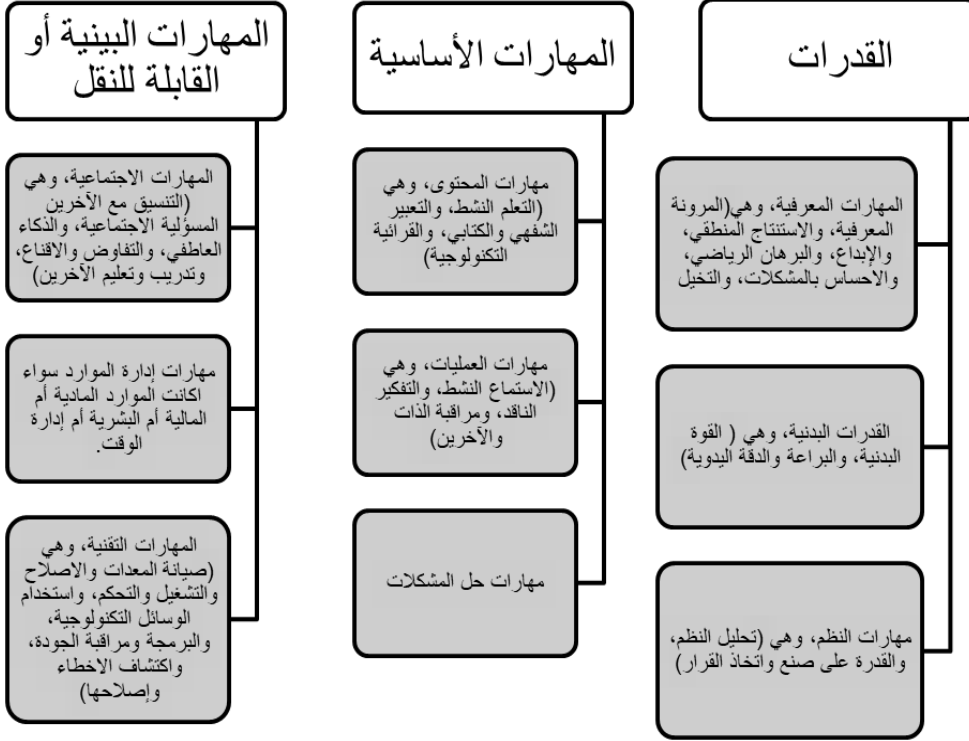 القدرات
المهارات المعرفية، وهي(المرونة
المعرفية، والاستنتاج المنطقي،
والإبداع، والبرهان الرياضي،
والاحساس بالمشكلات، والتخيل
القدرات البدنية، وهي ( القوة
البدنية، والبراعة والدقة اليدوية)
مهارات النظم، وهي (تحليل النظم،
والقدرة على صنع واتخاذ القرار)
المهارات الأساسية
مهارات المحتوى، وهي
(التعلم النشط، والتعبير
الشفهي والكتابي، والقرائية
التكنولوجية)
مهارات العمليات، وهي
(الاستماع النشط، والتفكير
الناقد، ومراقبة الذات
والآخرين)
مهارات حل المشكلات
المهارات البينية أو
القابلة للنقل
المهارات الاجتماعية، وهي
(التنسيق مع الآخرين
المسؤلية الاجتماعية، والذكاء
العاطفي، والتفاوض والاقناع،
وتدريب وتعليم الآخرين)
مهارات إدارة الموارد سواء
اكانت الموارد المادية أم
المالية أم البشرية أم إدارة
الوقت.
المهارات التقنية، وهي
(صيانة المعدات والاصلاح
والتشغيل والتحكم، واستخدام
الوسائل التكنولوجية،
والبرمجة ومراقبة الجودة،
واكتشاف الاخطاء
وإصلاحها)